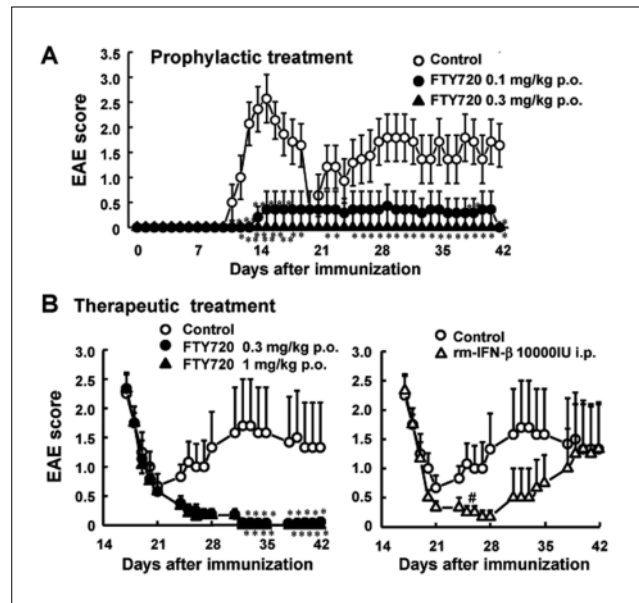 A Prophylactic treatment
Control
FTY720 0.1 mg/kg p.o.
FTY720 0.3 mg/kg p.o.
EAE score
3.5
3.0
2.5
2.0
1.5
1.0
0.5
0
0 7 14 21 28 35 42
Days after immunization
B Therapeutic treatment
Control
FTY720 0.3 mg/kg p.o.
FTY720 1 mg/kg p.o.
EAE score
3.0
2.5
2.0
1.5
1.0
0.5
0
14 21 28 35 42
Days after immunization
Control
rm-IFN-β 10000IU i.p.
3.0
2.5
2.0
1.5
1.0
0.5
0
#
14 21 28 35 42
Days after immunization